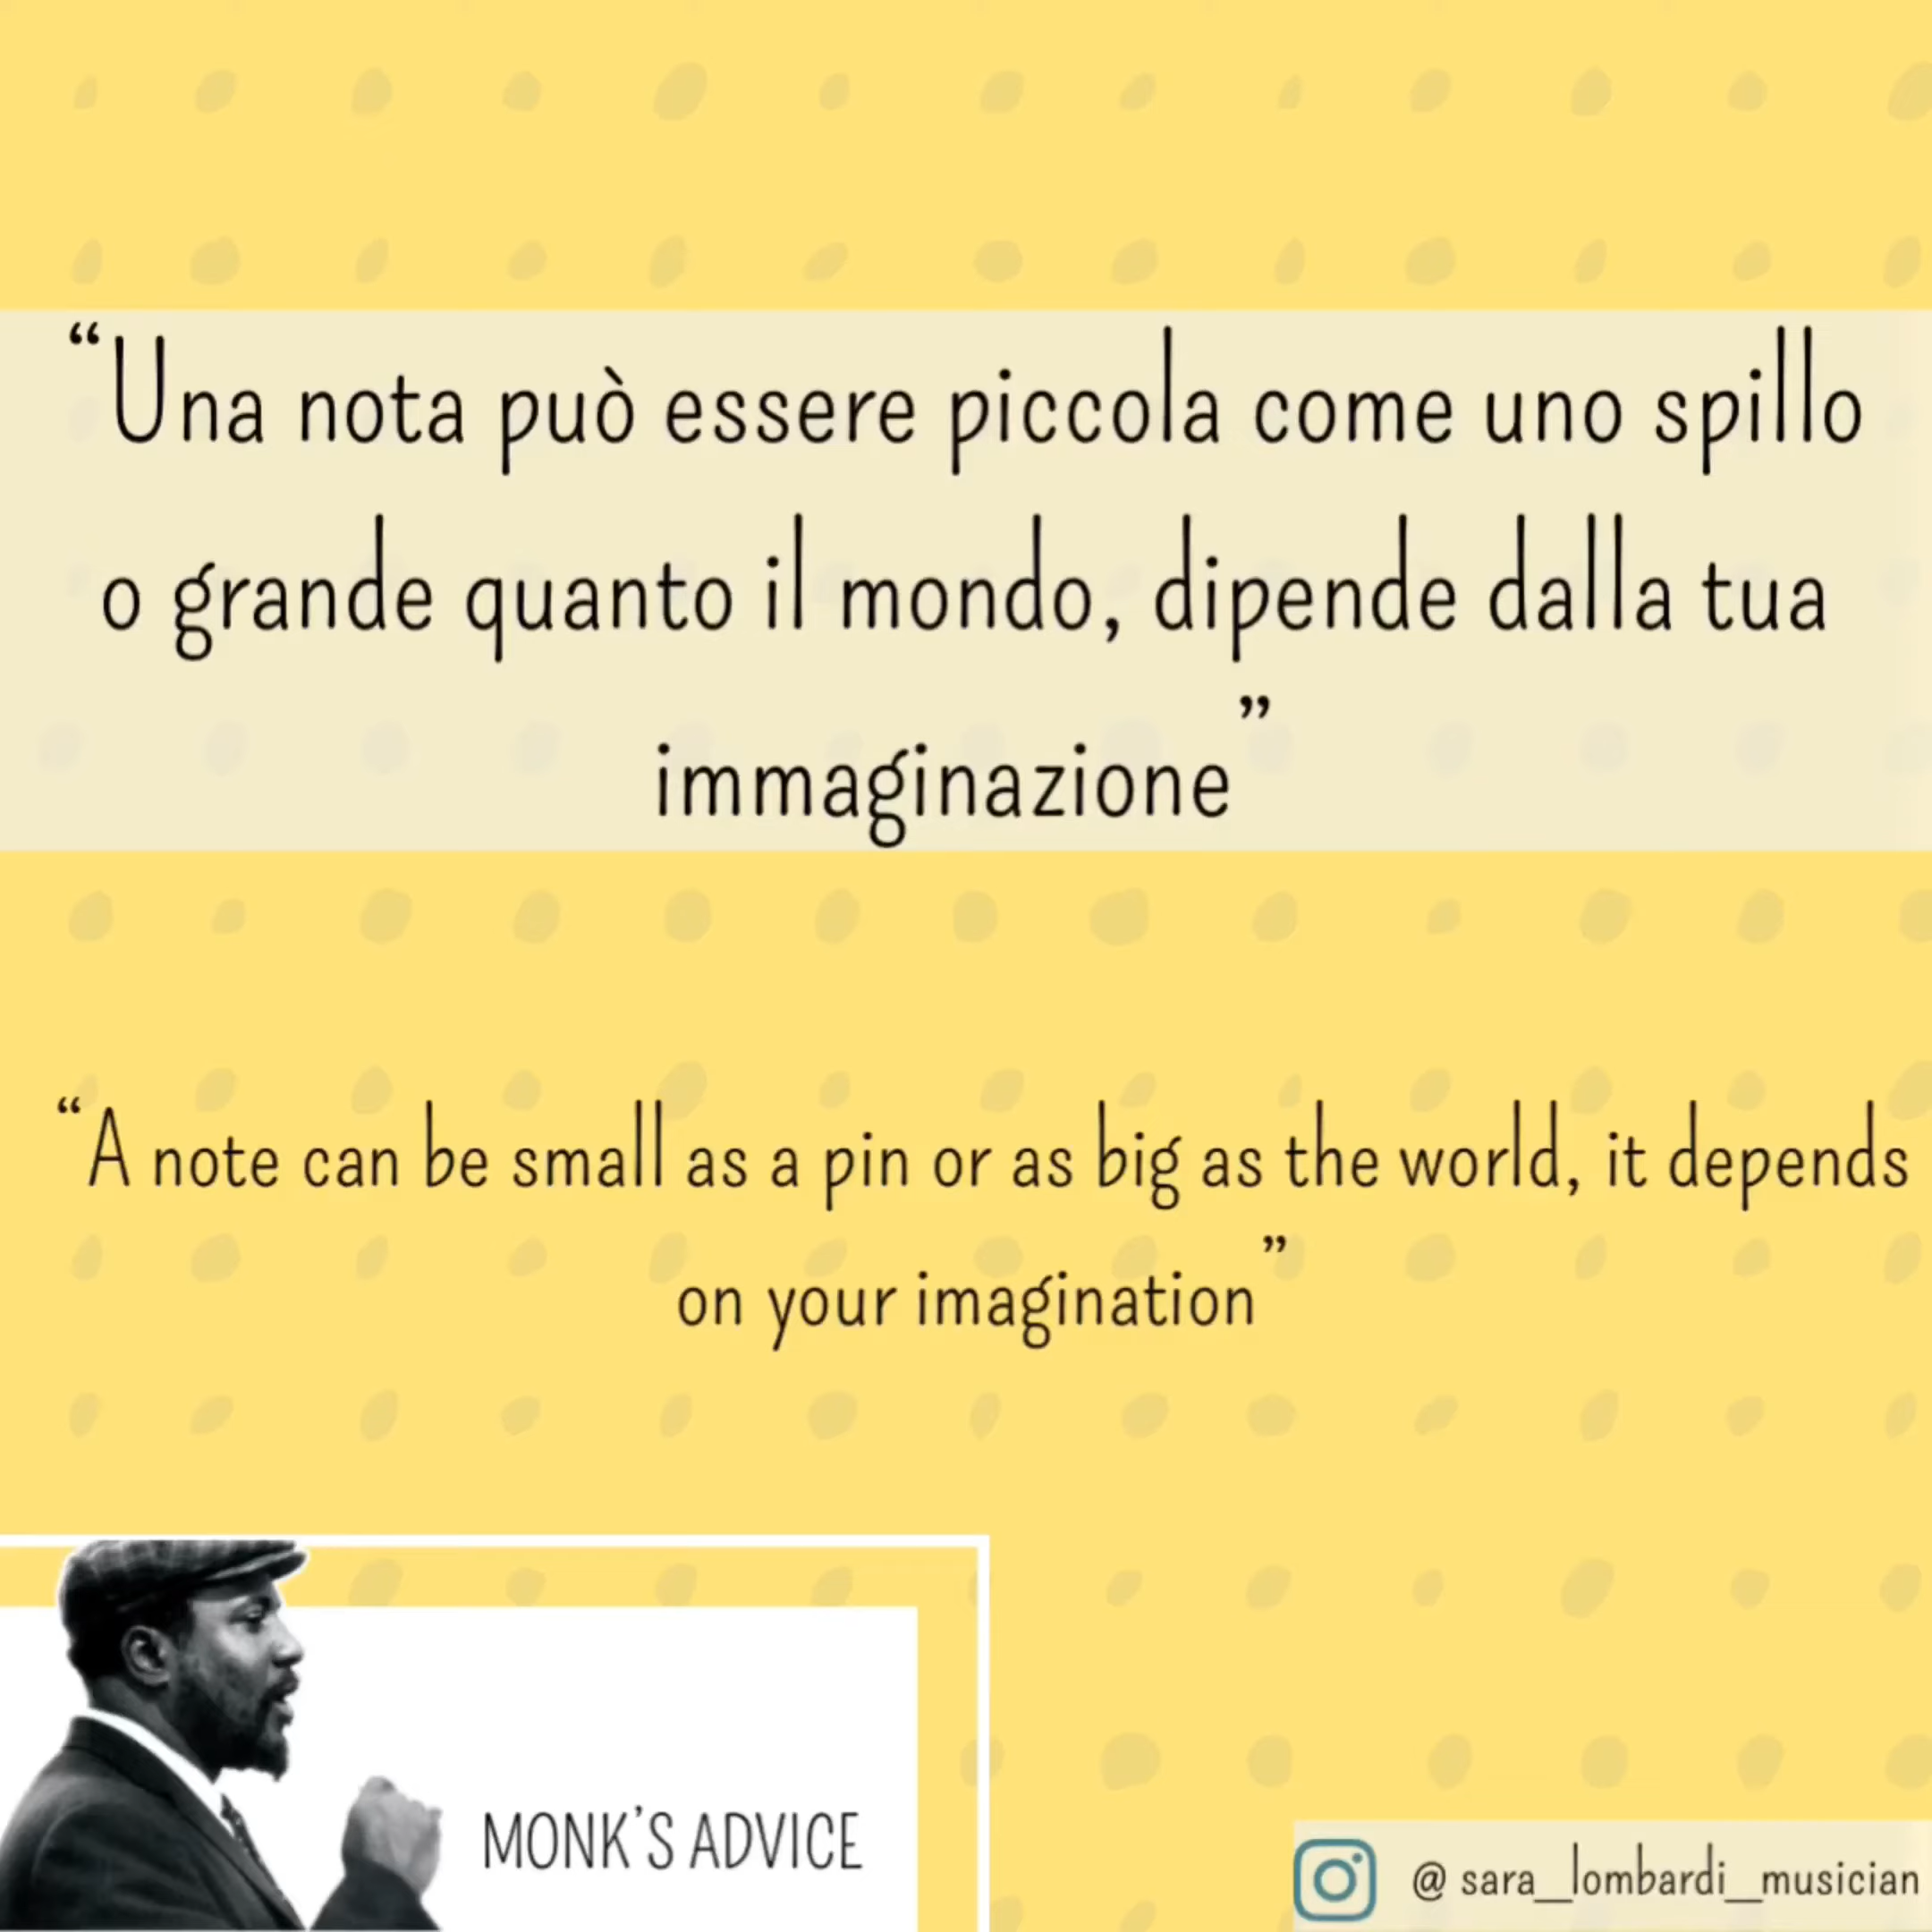 “Una nota può essere piccola come uno spillo
o grande quanto il mondo, dipende dalla tua
immaginazione”
“A note can be small as a pin or as big as the world, it depends
on your imagination”
MONK'S ADVICE
@ sara_lombardi_musician